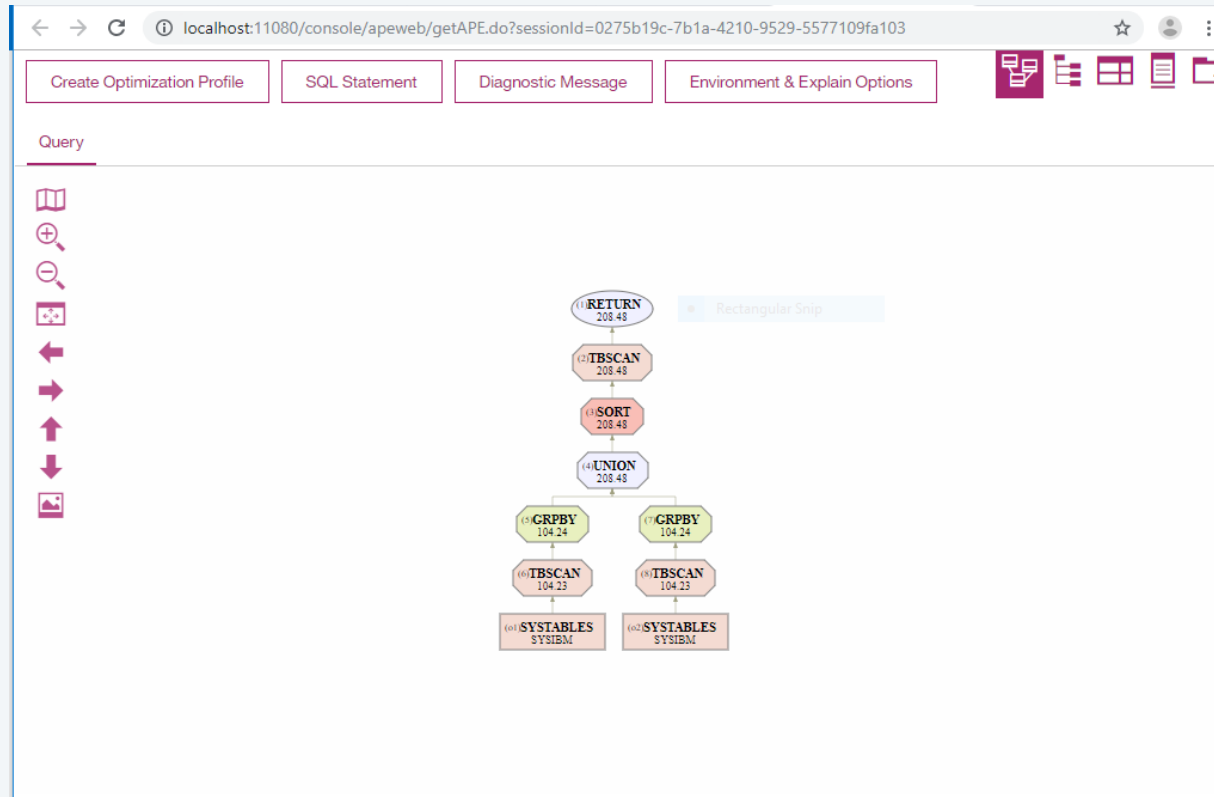 localhost:11080/console/apeweb/getAPE.do?sessionId=0275b19c-7b1a-4210-9529-5577109fa103
Create Optimization Profile
SQL Statement
Diagnostic Message
Environment & Explain Options
Query
(1)RETURN
208.48
Rectangular Snip
(2)TBSCAN
208.48
(3)SORT
208.48
(4)UNION
208.48
(5)GRPBY
104.24
(7)GRPBY
104.24
(6)TBSCAN
104.23
(8)TBSCAN
104.23
(o1)SYSTABLES
SYSIBM
(o2)SYSTABLES
SYSIBM